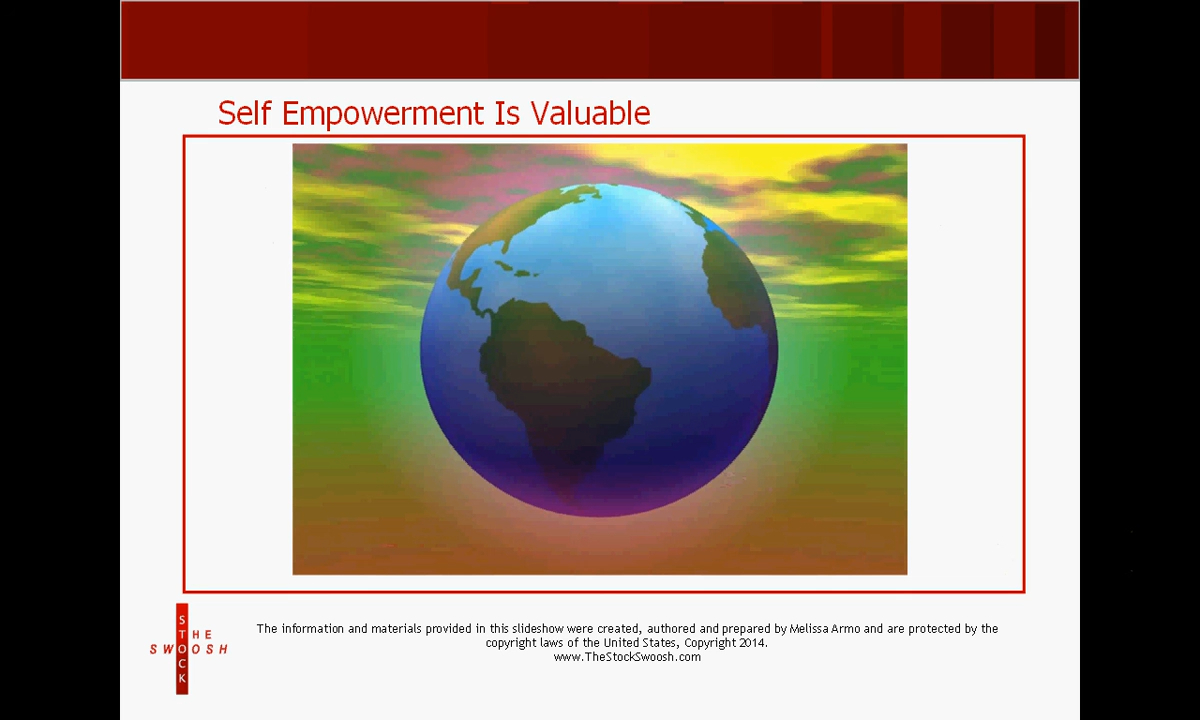 Self Empowerment Is Valuable
THE
SWOOSH
STOCK
The information and materials provided in this slideshow were created, authored and prepared by Melissa Armo and are protected by the
copyright laws of the United States, Copyright 2014.
www.TheStockSwoosh.com